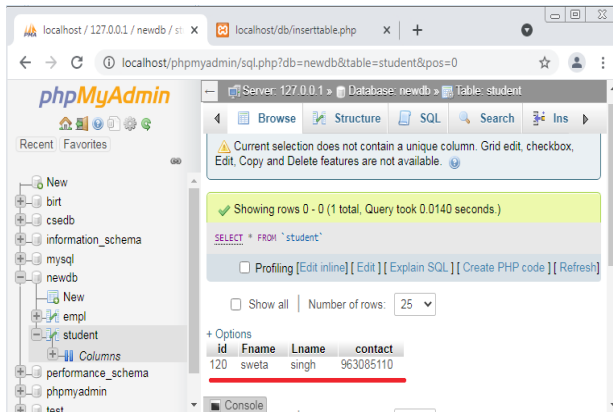 localhost / 127.0.0.1 / newdb / st
localhost/db/inserttable.php
localhost/phpmyadmin/sql.php?db=newdb&table=student&pos=0
phpMyAdmin
Recent Favorites
New
birt
csedb
information_schema
mysql
newdb
New
empl
student
Columns
performance_schema
phpmyadmin
test
Server: 127.0.0.1 » Database: newdb » Table: student
Browse Structure SQL Search Ins
Current selection does not contain a unique column. Grid edit, checkbox,
Edit, Copy and Delete features are not available.
Showing rows 0 - 0 (1 total, Query took 0.0140 seconds.)
SELECT * FROM `student`
Profiling [Edit inline] [ Edit ] [ Explain SQL ] [ Create PHP code ] [ Refresh]
Show all Number of rows: 25
+ Options
id Fname Lname contact
120 sweta singh 963085110
Console